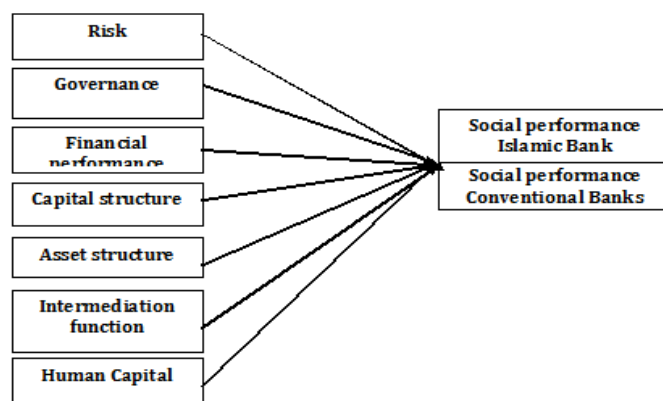 Risk
Governance
Financial
performance
Capital structure
Asset structure
Intermediation
function
Human Capital
Social performance
Islamic Bank
Social performance
Conventional Banks